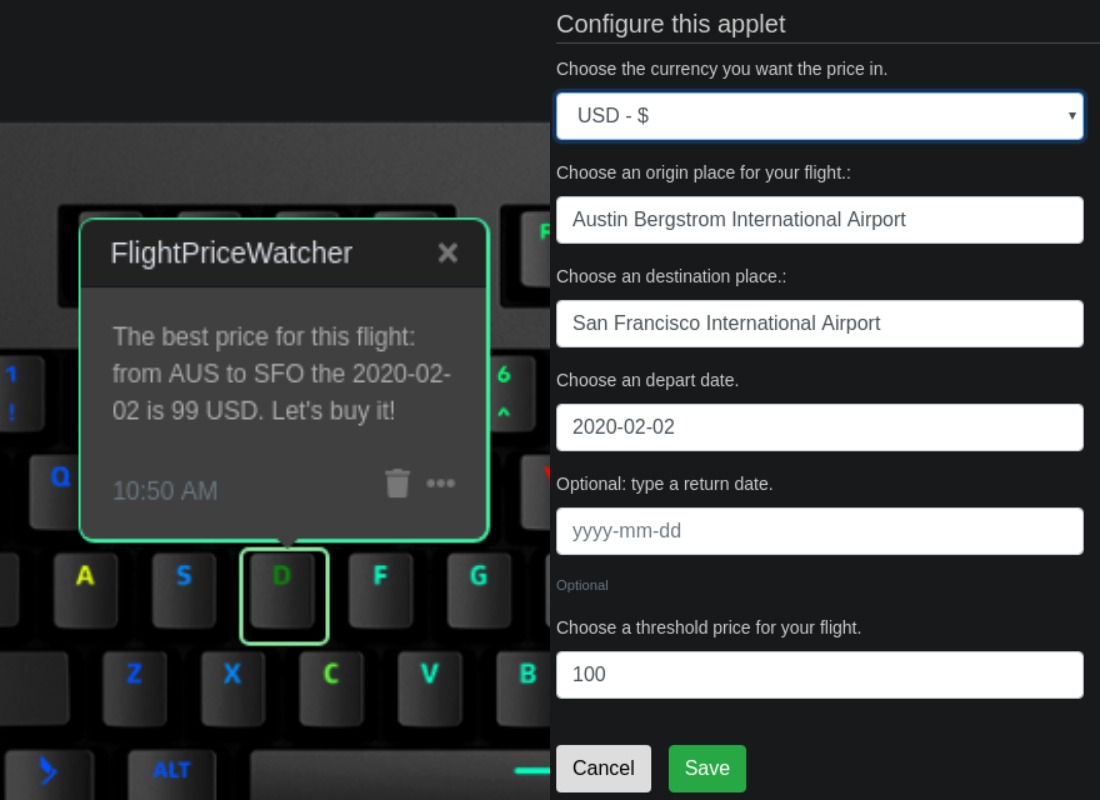 FlightPriceWatcher ×
The best price for this flight:
from AUS to SFO the 2020-02-
02 is 99 USD. Let's buy it!
10:50 AM
1
!
6
^
Q
A
S
D
F
G
Z
X
C
V
B
ALT
Configure this applet
Choose the currency you want the price in.
USD - $
Choose an origin place for your flight.:
Austin Bergstrom International Airport
Choose an destination place.:
San Francisco International Airport
Choose an depart date.
2020-02-02
Optional: type a return date.
yyyy-mm-dd
Optional
Choose a threshold price for your flight.
100
Cancel
Save